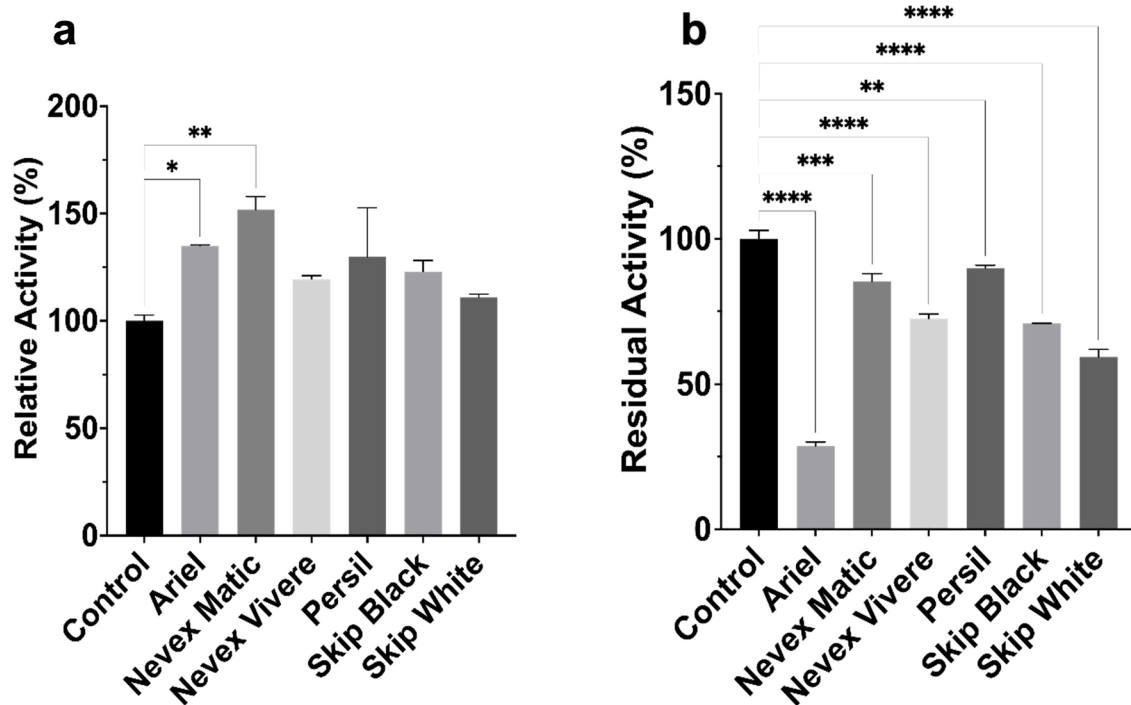 a
Relative Activity (%)
200
150
100
50
0
**
*
Control
Ariel
Nevex Matic
Nevex Vivere
Persil
Skip Black
Skip White
b
Residual Activity (%)
150
100
50
0
****
****
**
****
***
****
Control
Ariel
Nevex Matic
Nevex Vivere
Persil
Skip Black
Skip White